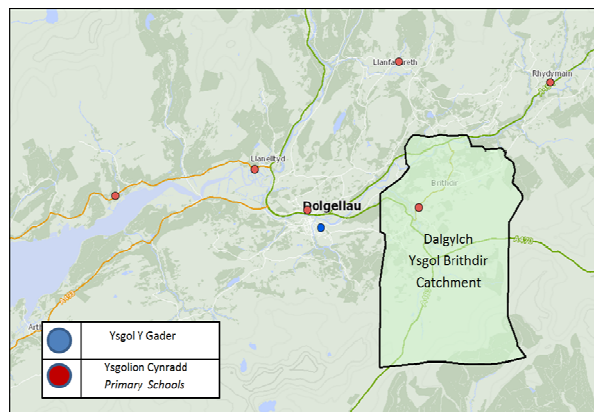 Llanfachreth
Rhydymain
Llanelltyd
Brithdir
Dolgellau
Dalgylch
Ysgol Brithdir
Catchment
Ysgol Y Gader
Ysgolion Cynradd
Primary Schools